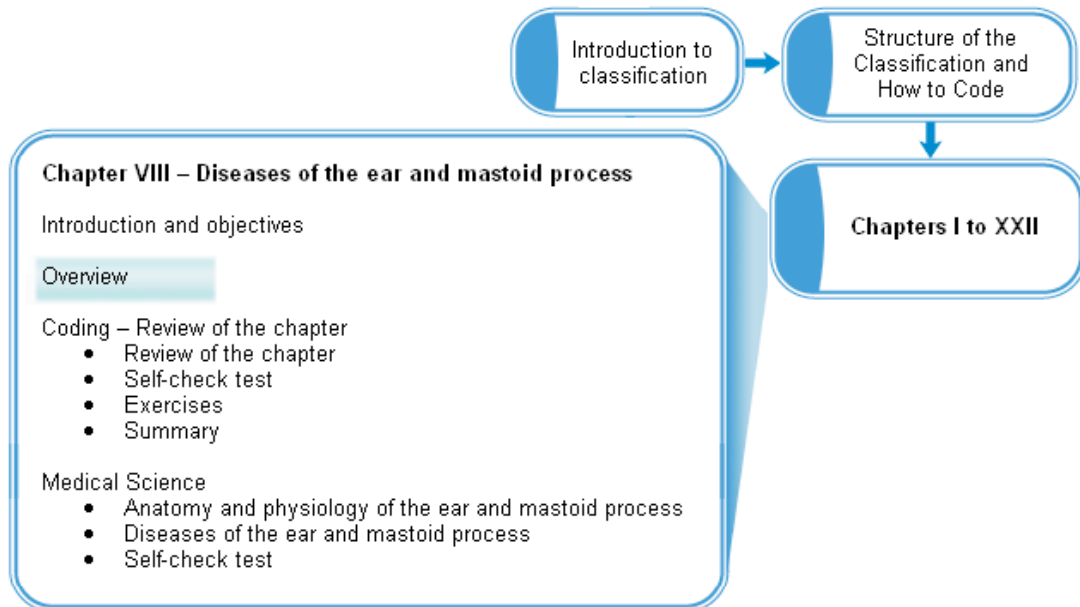 Introduction to
classification
Structure of the
Classification and
How to Code
Chapters I to XXII
Chapter VIII – Diseases of the ear and mastoid process
Introduction and objectives
Overview
Coding – Review of the chapter
• Review of the chapter
• Self-check test
• Exercises
• Summary
Medical Science
• Anatomy and physiology of the ear and mastoid process
• Diseases of the ear and mastoid process
• Self-check test